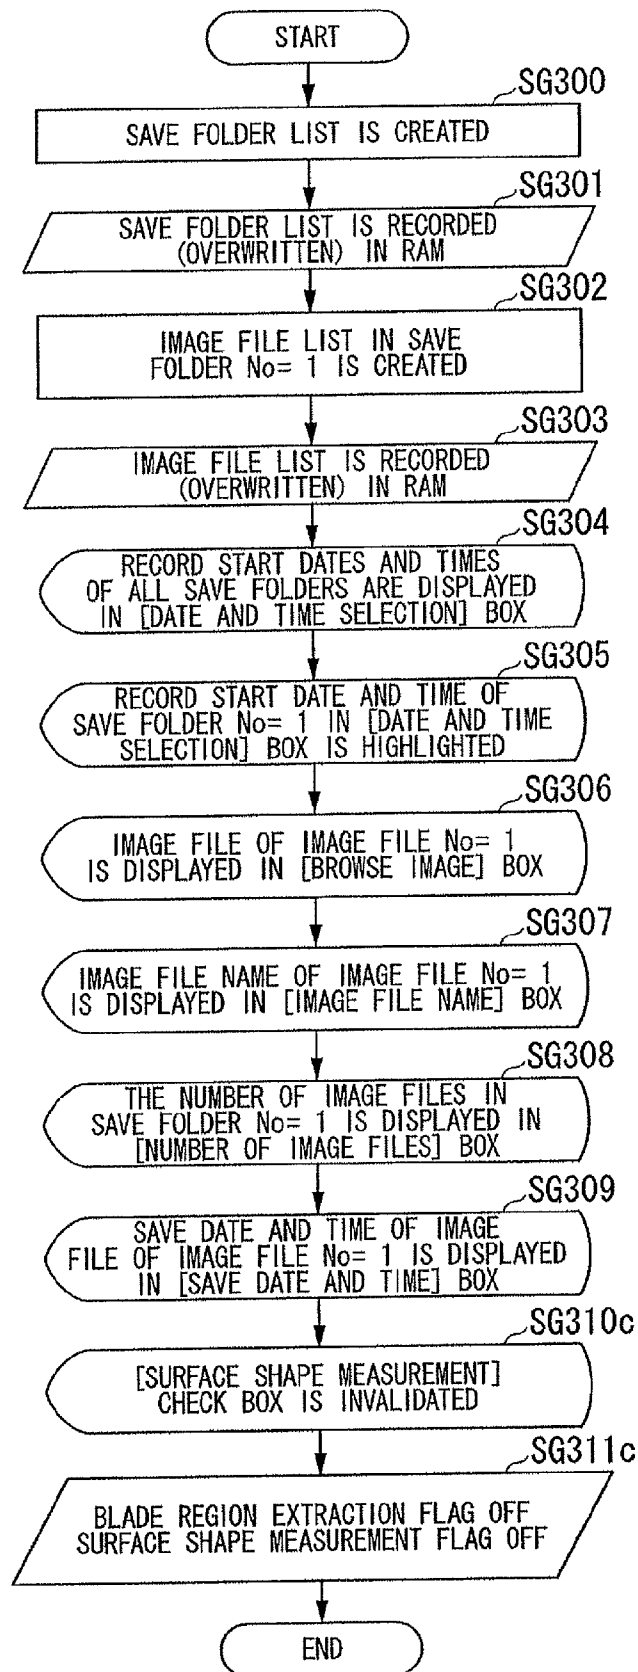 START
SG300
SAVE FOLDER LIST IS CREATED
SG301
SAVE FOLDER LIST IS RECORDED
(OVERWRITTEN) IN RAM
SG302
IMAGE FILE LIST IN SAVE
FOLDER No= 1 IS CREATED
SG303
IMAGE FILE LIST IS RECORDED
(OVERWRITTEN) IN RAM
SG304
RECORD START DATES AND TIMES
OF ALL SAVE FOLDERS ARE DISPLAYED
IN [DATE AND TIME SELECTION] BOX
SG305
RECORD START DATE AND TIME OF
SAVE FOLDER No= 1 IN [DATE AND TIME
SELECTION] BOX IS HIGHLIGHTED
SG306
IMAGE FILE OF IMAGE FILE No= 1
IS DISPLAYED IN [BROWSE IMAGE] BOX
SG307
IMAGE FILE NAME OF IMAGE FILE No= 1
IS DISPLAYED IN [IMAGE FILE NAME] BOX
SG308
THE NUMBER OF IMAGE FILES IN
SAVE FOLDER No= 1 IS DISPLAYED IN
[NUMBER OF IMAGE FILES] BOX
SG309
SAVE DATE AND TIME OF IMAGE
FILE OF IMAGE FILE No= 1 IS DISPLAYED
IN [SAVE DATE AND TIME] BOX
SG310c
[SURFACE SHAPE MEASUREMENT]
CHECK BOX IS INVALIDATED
SG311c
BLADE REGION EXTRACTION FLAG OFF
SURFACE SHAPE MEASUREMENT FLAG OFF
END